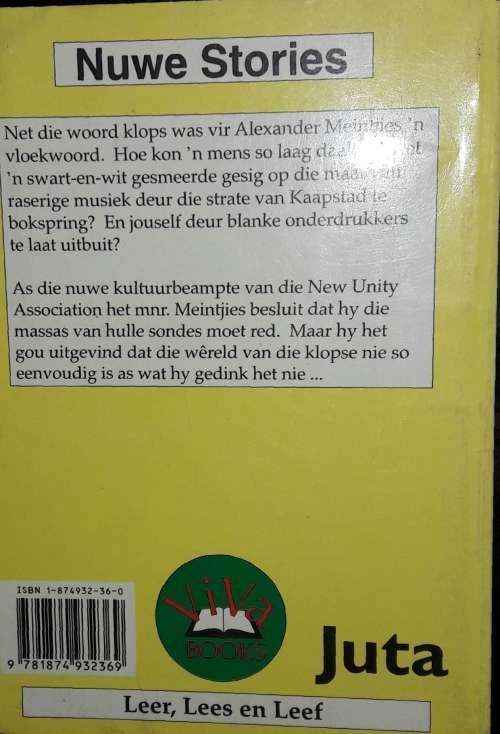 Nuwe Stories
Net die woord klops was vir Alexander Meintjies 'n
vloekwoord. Hoe kon 'n mens so laag
'n swart-en-wit gesmeerde gesig op die maat van
raserige musiek deur die strate van Kaapstad te
bokspring? En jouself deur blanke onderdrukkers
te laat uitbuit?
As die nuwe kultuurbeampte van die New Unity
Association het mnr. Meintjies besluit dat hy die
massas van hulle sondes moet red. Maar hy het
gou uitgevind dat die wêreld van die klopse nie so
eenvoudig is as wat hy gedink het nie ...
ISBN 1-874932-36-0
9 781874 932369
ViVa
BOOKS
Juta
Leer, Lees en Leef